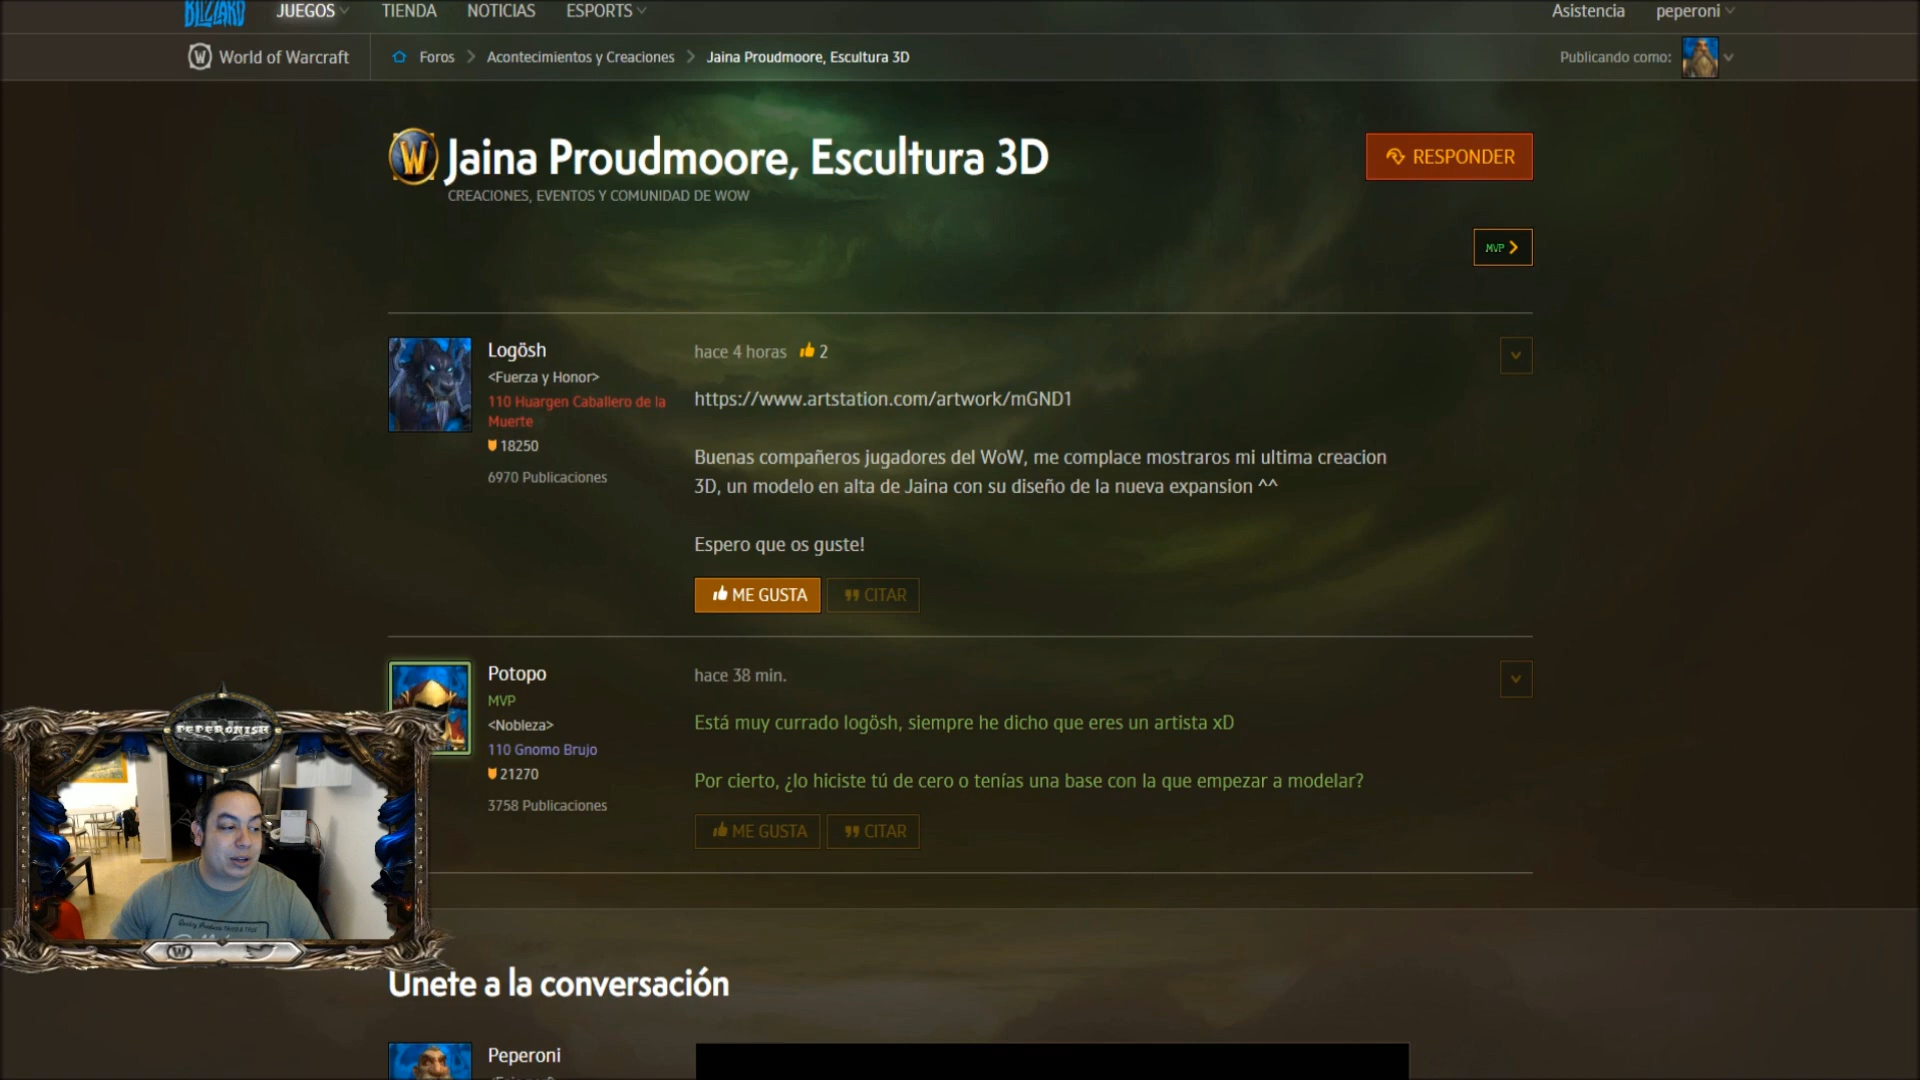 BLIZZARD
JUEGOS
TIENDA
NOTICIAS
ESPORTS
Asistencia
peperoni
World of Warcraft
Foros
Acontecimientos y Creaciones
Jaina Proudmoore, Escultura 3D
Publicando como:
Jaina Proudmoore, Escultura 3D
CREACIONES, EVENTOS Y COMUNIDAD DE WOW
RESPONDER
MVP
Logösh
<Fuerza y Honor>
110 Huargen Caballero de la
Muerte
18250
6970 Publicaciones
hace 4 horas 2
https://www.artstation.com/artwork/mGND1
Buenas compañeros jugadores del WoW, me complace mostraros mi ultima creacion
3D, un modelo en alta de Jaina con su diseño de la nueva expansion ^^
Espero que os guste!
ME GUSTA
CITAR
Potopo
MVP
<Nobleza>
110 Gnomo Brujo
21270
3758 Publicaciones
hace 38 min.
Está muy currado logösh, siempre he dicho que eres un artista xD
Por cierto, ¿lo hiciste tú de cero o tenías una base con la que empezar a modelar?
ME GUSTA
CITAR
PEPERONISH
Únete a la conversación
Peperoni